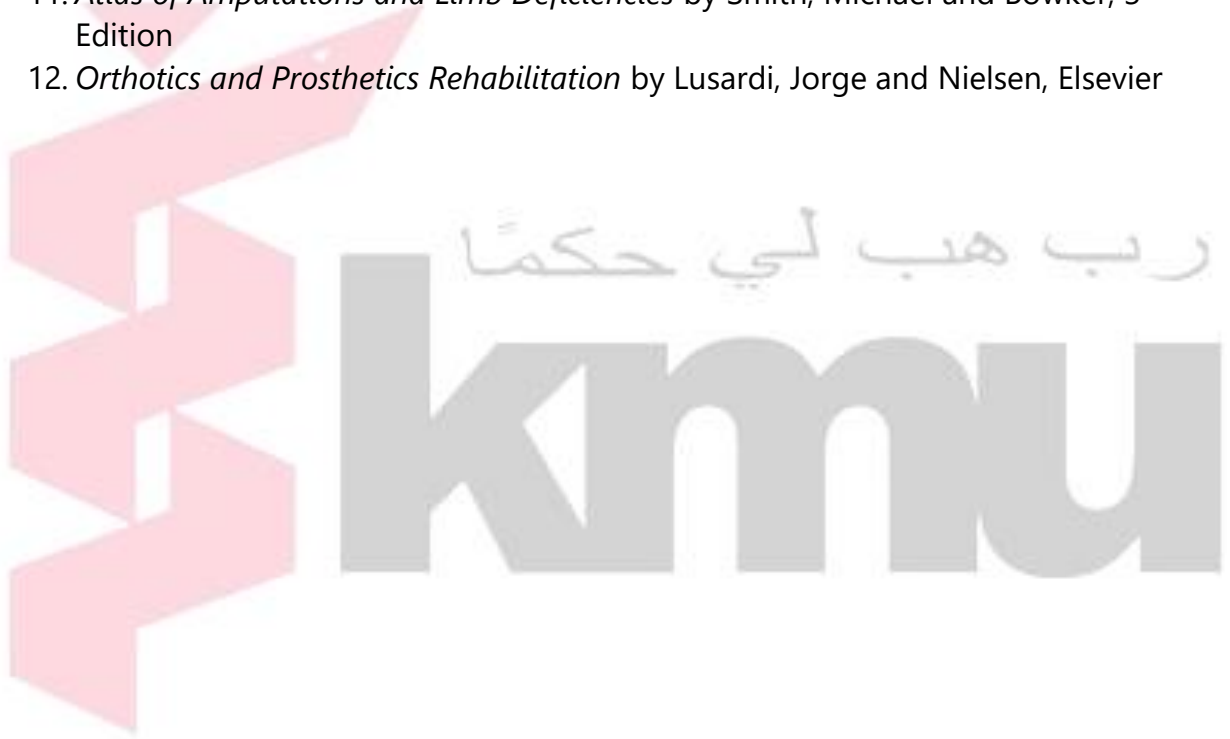 11. Atlas of Amputations and Limb Deficiencies by Smith, Michael and Bowker, 3
Edition
12. Orthotics and Prosthetics Rehabilitation by Lusardi, Jorge and Nielsen, Elsevier
رب هب لي حكمًا
kmu